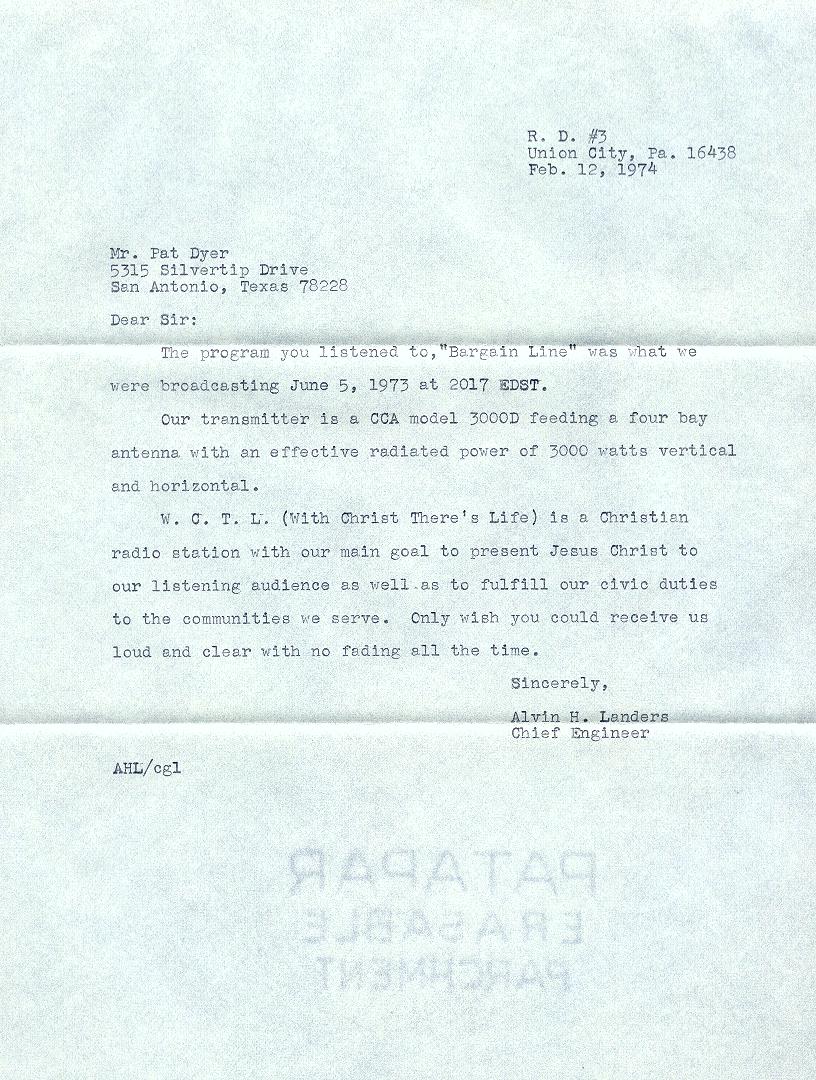 R. D. #3
Union City, Pa. 16438
Feb. 12, 1974
Mr. Pat Dyer
5315 Silvertip Drive
San Antonio, Texas 78228
Dear Sir:
The program you listened to,"Bargain Line" was what we
were broadcasting June 5, 1973 at 2017 EDST.
Our transmitter is a CCA model 3000D feeding a four bay
antenna with an effective radiated power of 3000 watts vertical
and horizontal.
W. C. T. L. (With Christ There's Life) is a Christian
radio station with our main goal to present Jesus Christ to
our listening audience as well as to fulfill our civic duties
to the communities we serve.  Only wish you could receive us
loud and clear with no fading all the time.
Sincerely,
Alvin H. Landers
Chief Engineer
AHL/cgl
PATAPAR
ERASABLE
PARCHMENT